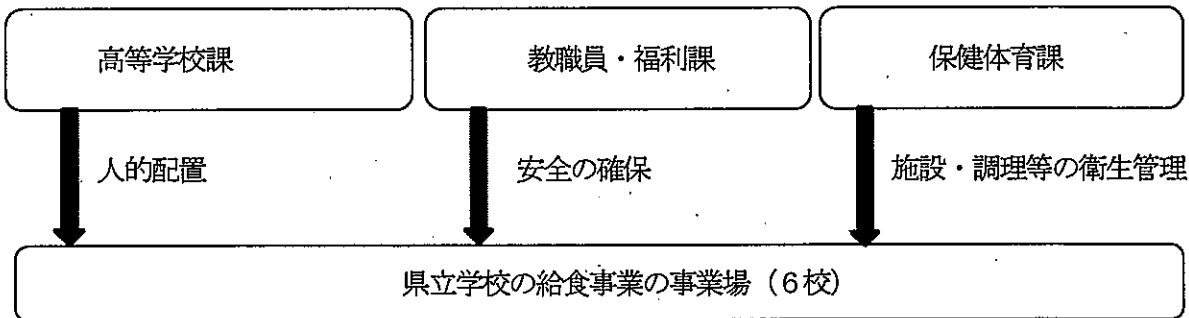 高等学校課
教職員・福利課
保健体育課
人的配置
安全の確保
施設・調理等の衛生管理
県立学校の給食事業の事業場（6校）